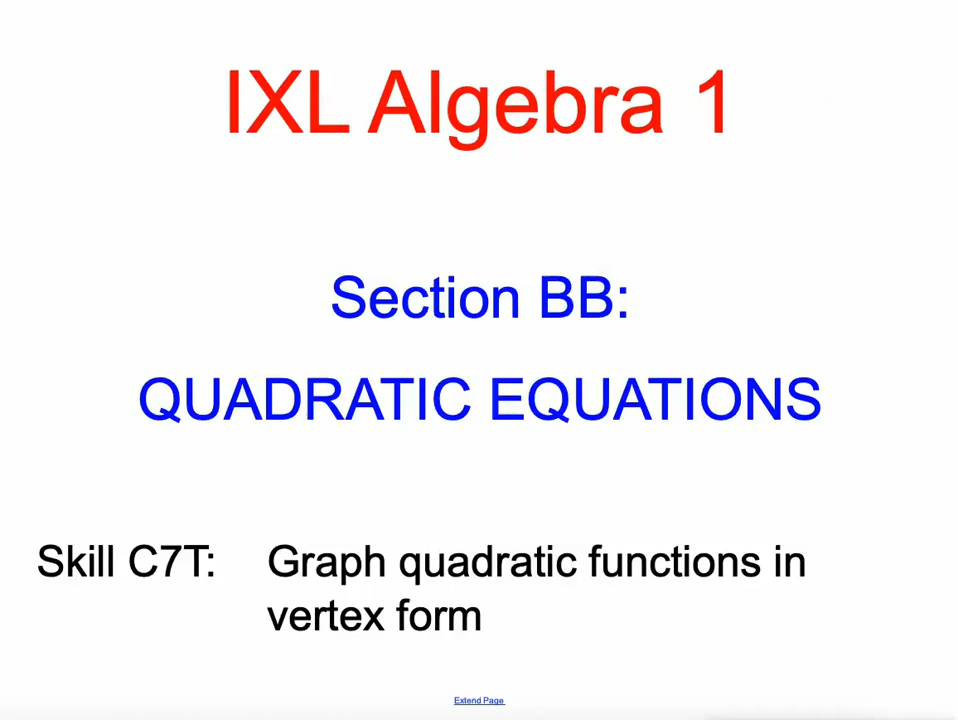 IXL Algebra 1
Section BB:
QUADRATIC EQUATIONS
Skill C7T: Graph quadratic functions in
vertex form
Extend Page